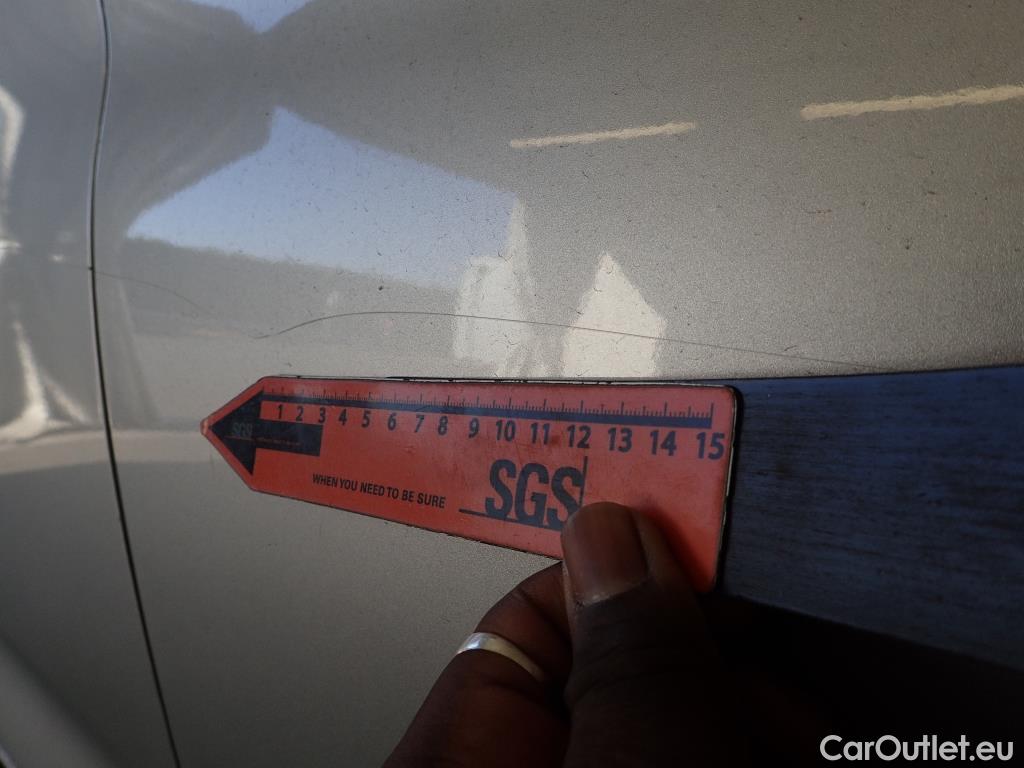 1 2 3 4 5 6 7 8 9 10 11 12 13 14 15
SGS
WHEN YOU NEED TO BE SURE
SGS
CarOutlet.eu